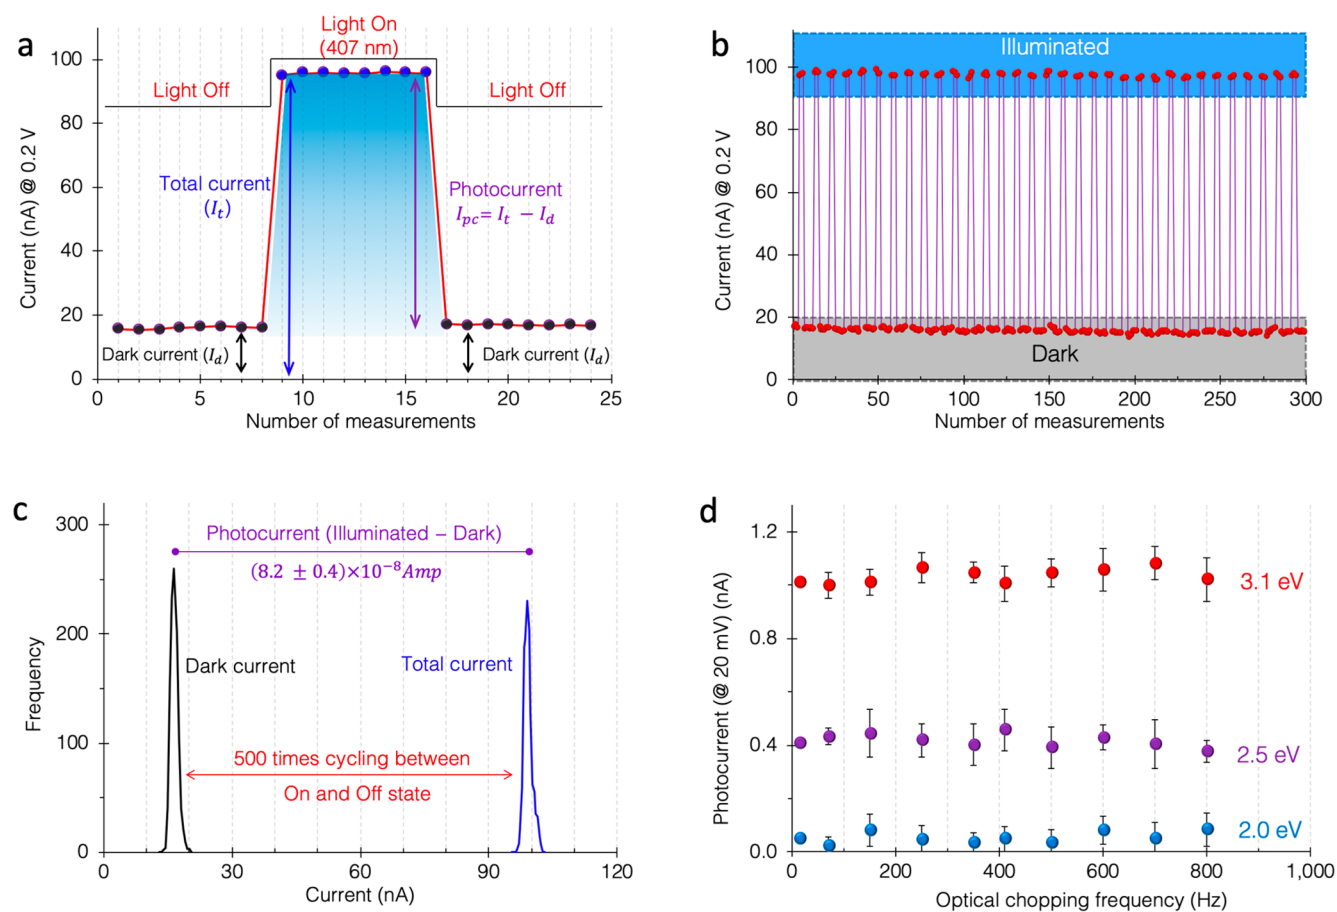 a
Light On
(407 nm)
Light Off
Light Off
100
80
60
40
20
0
Current (nA) @ 0.2 V
Total current
(I_t)
Photocurrent
I_pc= I_t − I_d
Dark current (I_d)
Dark current (I_d)
0 5 10 15 20 25
Number of measurements
b
Illuminated
100
80
60
40
20
0
Current (nA) @ 0.2 V
Dark
0 50 100 150 200 250 300
Number of measurements
c
300
200
100
0
Frequency
Photocurrent (Illuminated – Dark)
(8.2 ± 0.4)×10⁻⁸Amp
Dark current
Total current
500 times cycling between
On and Off state
0 30 60 90 120
Current (nA)
d
1.2
0.8
0.4
0.0
Photocurrent (@ 20 mV) (nA)
3.1 eV
2.5 eV
2.0 eV
0 200 400 600 800 1,000
Optical chopping frequency (Hz)